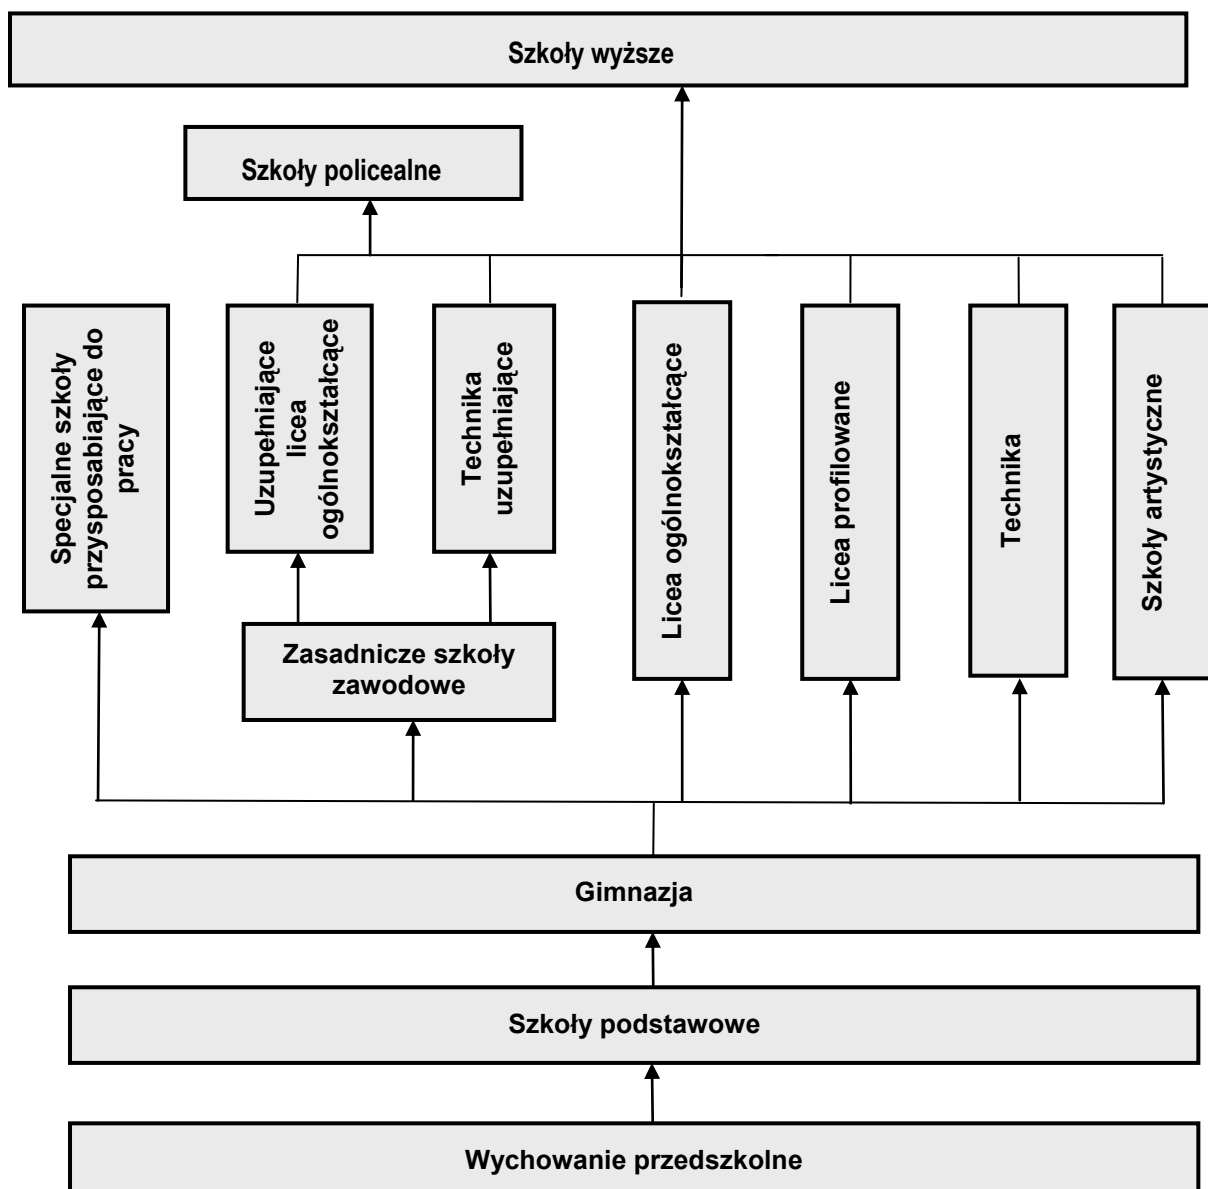 Szkoły wyższe
Szkoły policealne
Specjalne szkoły
przysposabiające do
pracy
Uzupełniające
licea
ogólnokształcące
Technika
uzupełniające
Licea ogólnokształcące
Licea profilowane
Technika
Szkoły artystyczne
Zasadnicze szkoły
zawodowe
Gimnazja
Szkoły podstawowe
Wychowanie przedszkolne